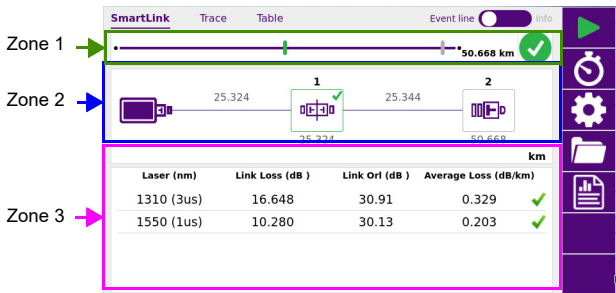 SmartLink Trace Table Event line Info
Zone 1
50.668 km
Zone 2
1 2
25.324 25.344
25.324 50.668
km
Zone 3
Laser (nm) Link Loss (dB ) Link Orl (dB ) Average Loss (dB/km)
1310 (3us) 16.648 30.91 0.329
1550 (1us) 10.280 30.13 0.203